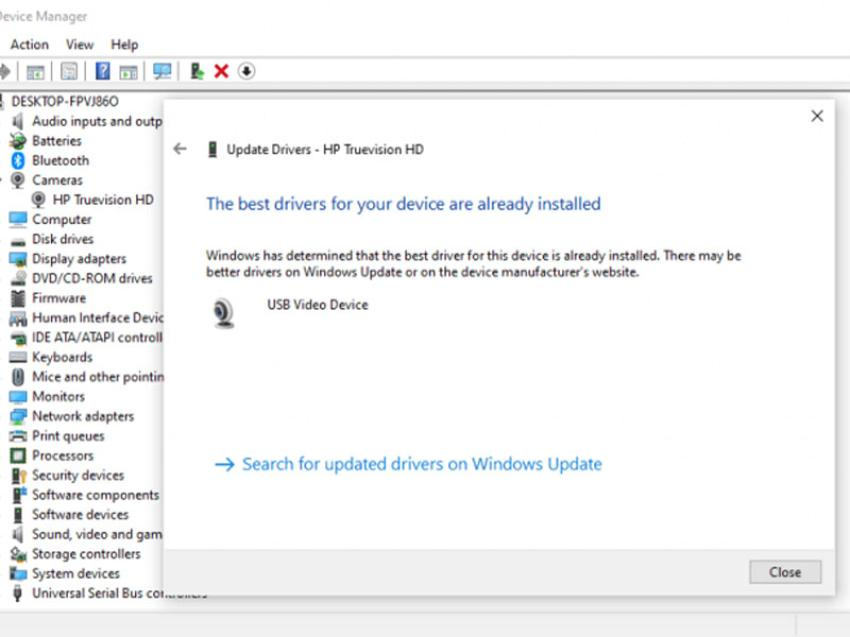 Device Manager
Action View Help
DESKTOP-FPVJ86O
Audio inputs and outp
Batteries
Bluetooth
Cameras
HP Truevision HD
Computer
Disk drives
Display adapters
DVD/CD-ROM drives
Firmware
Human Interface Devic
IDE ATA/ATAPI controll
Keyboards
Mice and other pointin
Monitors
Network adapters
Print queues
Processors
Security devices
Software components
Software devices
Sound, video and gam
Storage controllers
System devices
Universal Serial Bus controllers
Update Drivers - HP Truevision HD
The best drivers for your device are already installed
Windows has determined that the best driver for this device is already installed. There may be
better drivers on Windows Update or on the device manufacturer's website.
USB Video Device
Search for updated drivers on Windows Update
Close